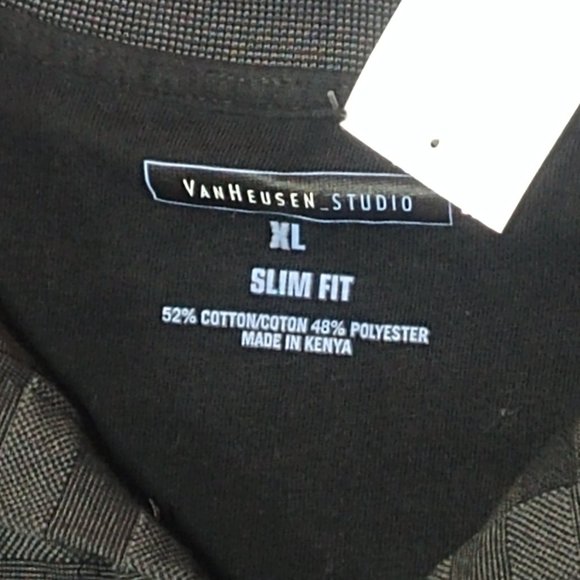 VANHEUSEN_STUDIO
XL
SLIM FIT
52% COTTON/COTON 48% POLYESTER
MADE IN KENYA